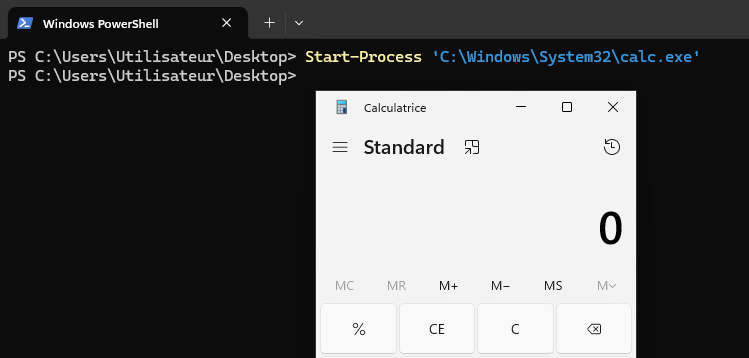 Windows PowerShell
PS C:\Users\Utilisateur\Desktop> Start-Process 'C:\Windows\System32\calc.exe'
PS C:\Users\Utilisateur\Desktop>
Calculatrice
Standard
0
MC MR M+ M− MS M
% CE C